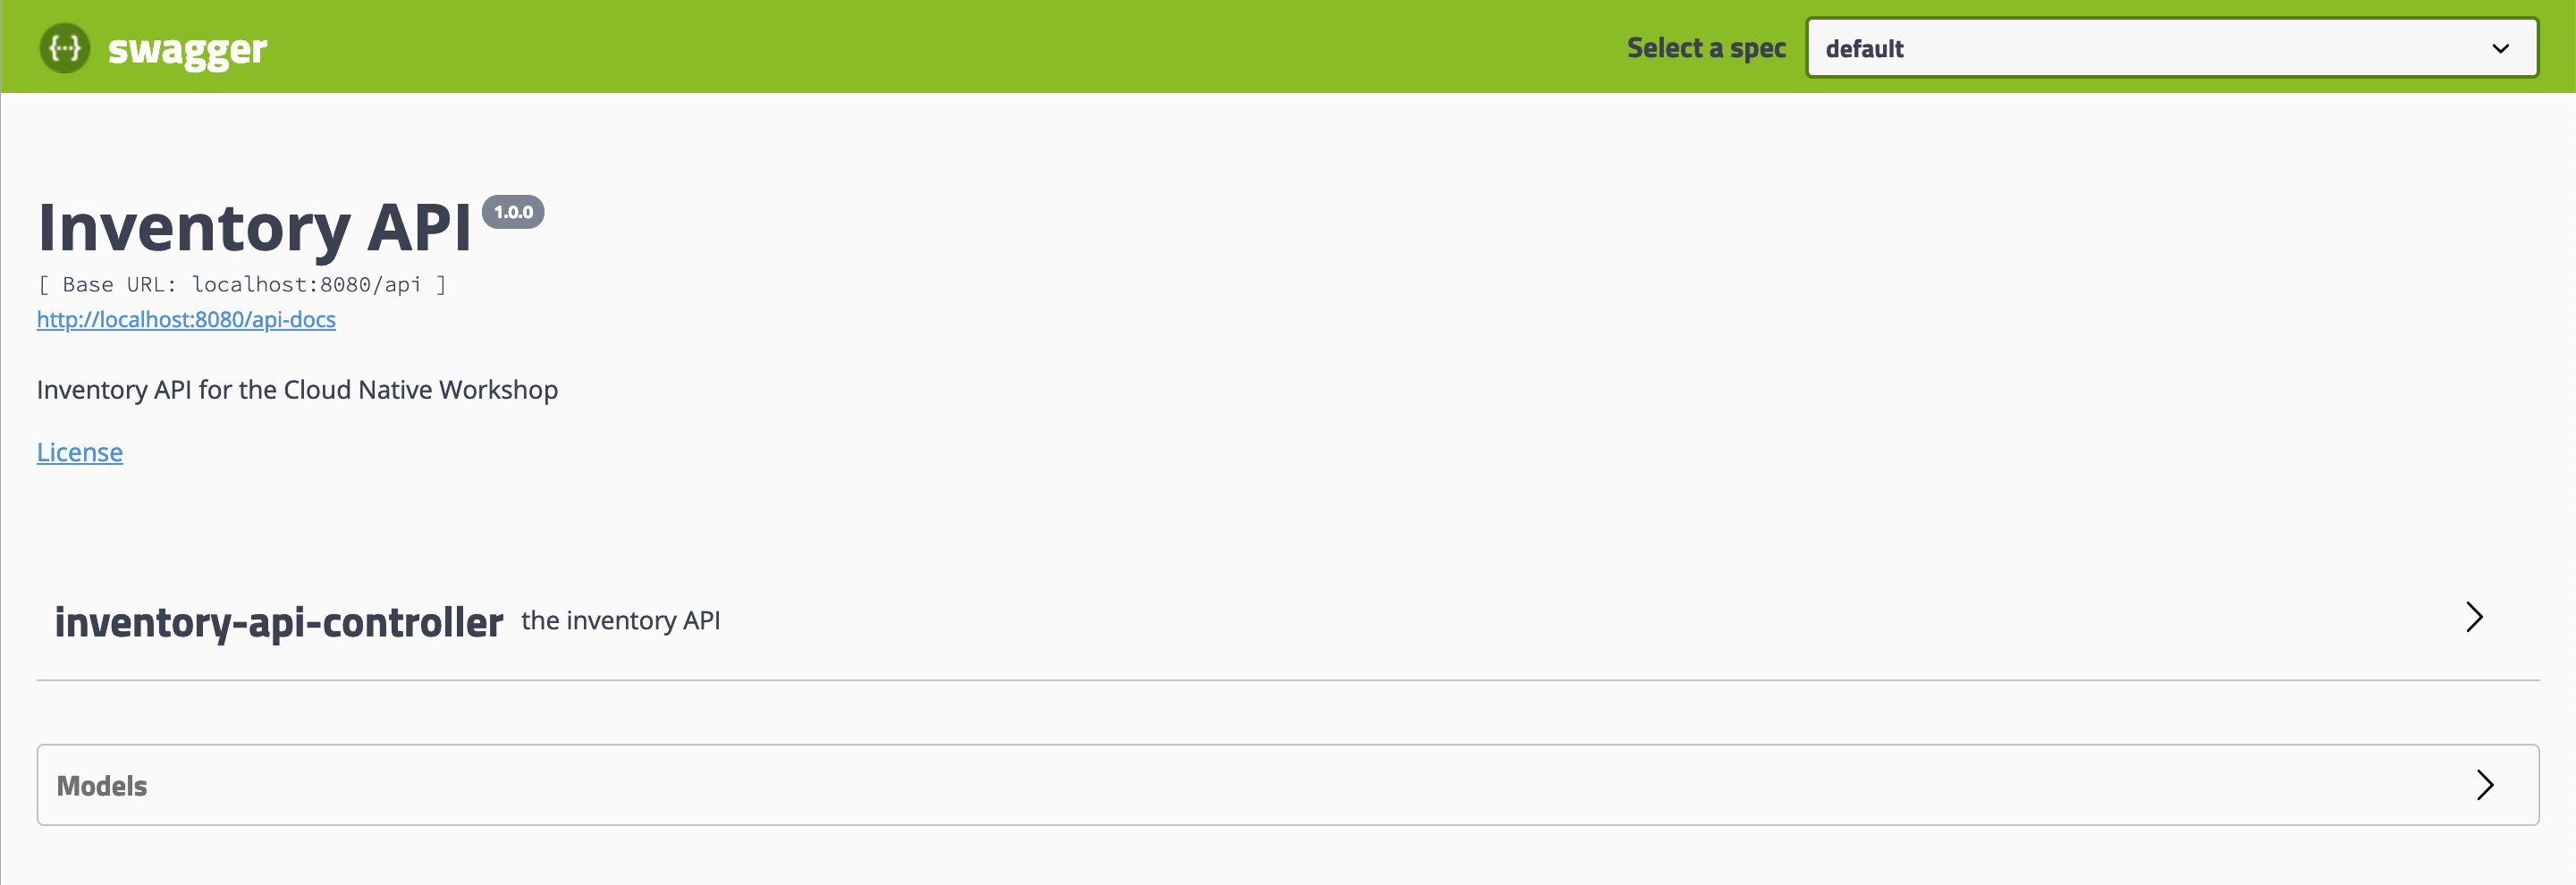 {...} swagger
Select a spec
default
Inventory API 1.0.0
[ Base URL: localhost:8080/api ]
http://localhost:8080/api-docs
Inventory API for the Cloud Native Workshop
License
inventory-api-controller the inventory API
Models